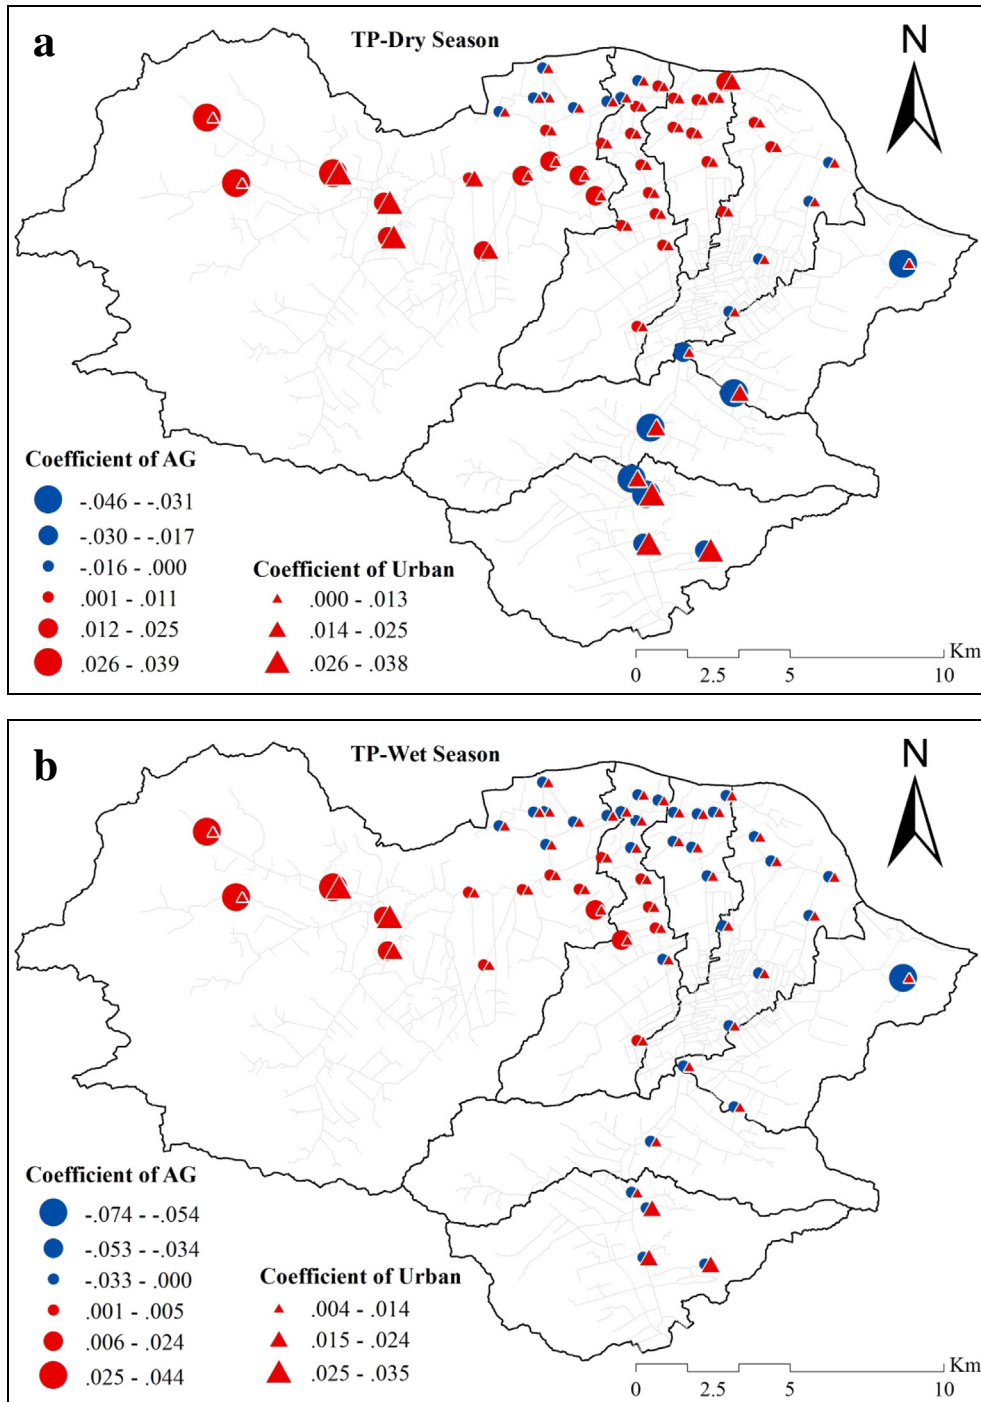 a
TP-Dry Season
N
Coefficient of AG
-.046 - -.031
-.030 - -.017
-.016 - .000
.001 - .011
.012 - .025
.026 - .039
Coefficient of Urban
.000 - .013
.014 - .025
.026 - .038
Km
0 2.5 5 10
b
TP-Wet Season
N
Coefficient of AG
-.074 - -.054
-.053 - -.034
-.033 - .000
.001 - .005
.006 - .024
.025 - .044
Coefficient of Urban
.004 - .014
.015 - .024
.025 - .035
Km
0 2.5 5 10